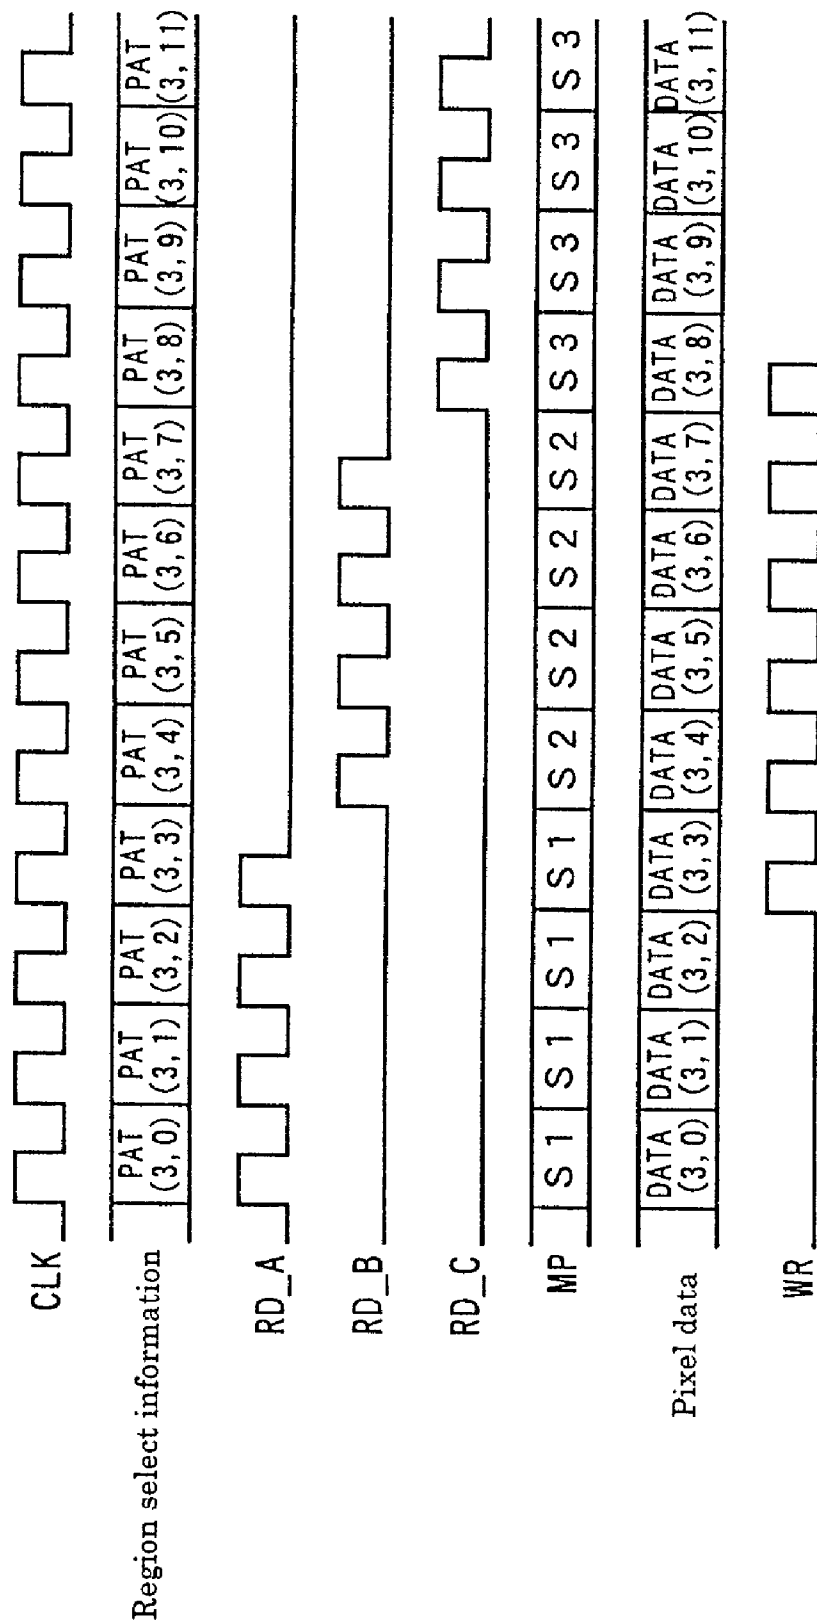 CLK
Region select information
PAT (3, 0) PAT (3, 1) PAT (3, 2) PAT (3, 3) PAT (3, 4) PAT (3, 5) PAT (3, 6) PAT (3, 7) PAT (3, 8) PAT (3, 9) PAT (3, 10) PAT (3, 11)
RD_A
RD_B
RD_C
MP
S 1 S 1 S 1 S 1 S 2 S 2 S 2 S 2 S 3 S 3 S 3 S 3
Pixel data
DATA (3, 0) DATA (3, 1) DATA (3, 2) DATA (3, 3) DATA (3, 4) DATA (3, 5) DATA (3, 6) DATA (3, 7) DATA (3, 8) DATA (3, 9) DATA (3, 10) DATA (3, 11)
WR